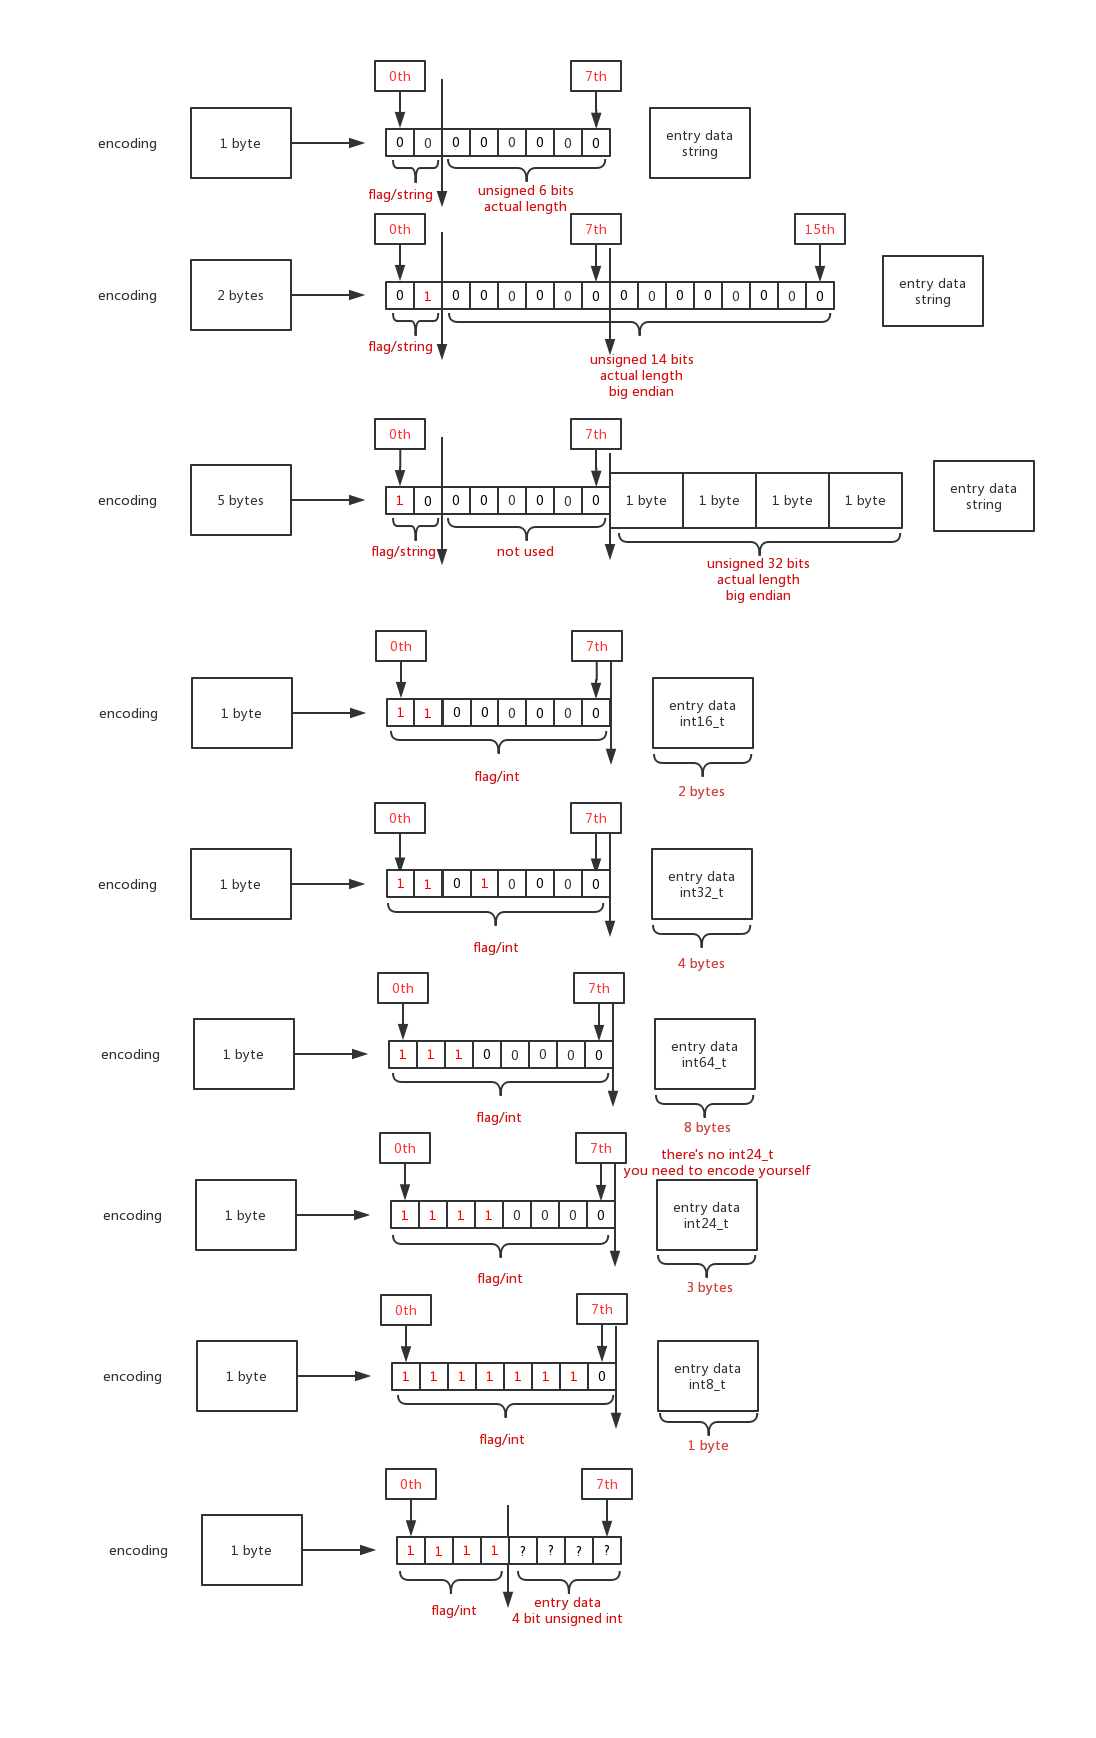 0th 7th
encoding 1 byte 0 0 0 0 0 0 0 0 entry data
string
flag/string unsigned 6 bits
actual length
0th 7th 15th
encoding 2 bytes 0 1 0 0 0 0 0 0 0 0 0 0 0 0 0 0 entry data
string
flag/string unsigned 14 bits
actual length
big endian
0th 7th
encoding 5 bytes 1 0 0 0 0 0 0 0 1 byte 1 byte 1 byte 1 byte entry data
string
flag/string not used unsigned 32 bits
actual length
big endian
0th 7th
encoding 1 byte 1 1 0 0 0 0 0 0 entry data
int16_t
flag/int 2 bytes
0th 7th
encoding 1 byte 1 1 0 1 0 0 0 0 entry data
int32_t
flag/int 4 bytes
0th 7th
encoding 1 byte 1 1 1 0 0 0 0 0 entry data
int64_t
flag/int 8 bytes
0th 7th there's no int24_t
you need to encode yourself
encoding 1 byte 1 1 1 1 0 0 0 0 entry data
int24_t
flag/int 3 bytes
0th 7th
encoding 1 byte 1 1 1 1 1 1 1 0 entry data
int8_t
flag/int 1 byte
0th 7th
encoding 1 byte 1 1 1 1 ? ? ? ?
flag/int entry data
4 bit unsigned int